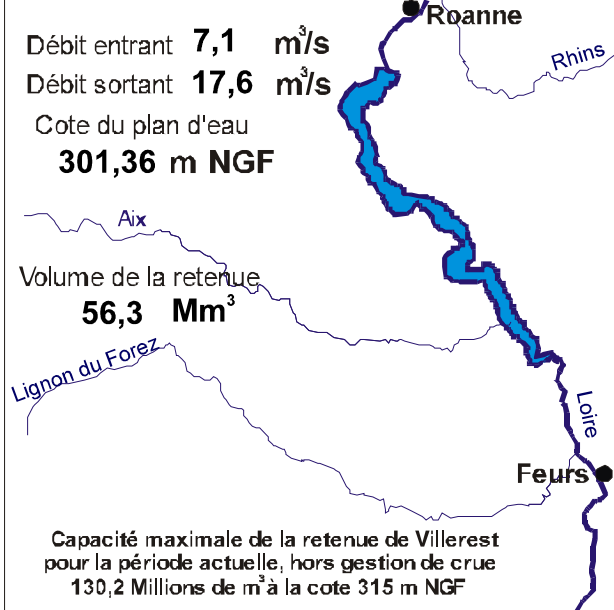 Roanne
Débit entrant 7,1 m³/s
Rhins
Débit sortant 17,6 m³/s
Cote du plan d'eau
301,36 m NGF
Aix
Volume de la retenue
56,3 Mm³
Lignon du Forez
Loire
Feurs
Capacité maximale de la retenue de Villerest
pour la période actuelle, hors gestion de crue
130,2 Millions de m³ à la cote 315 m NGF